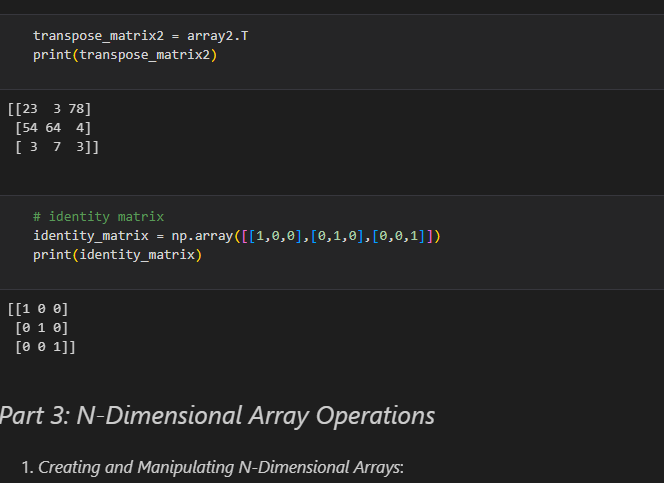 transpose_matrix2 = array2.T
print(transpose_matrix2)
[[23  3 78]
 [54 64  4]
 [ 3  7  3]]
# identity matrix
identity_matrix = np.array([[1,0,0],[0,1,0],[0,0,1]])
print(identity_matrix)
[[1 0 0]
 [0 1 0]
 [0 0 1]]
Part 3: N-Dimensional Array Operations
1. Creating and Manipulating N-Dimensional Arrays: